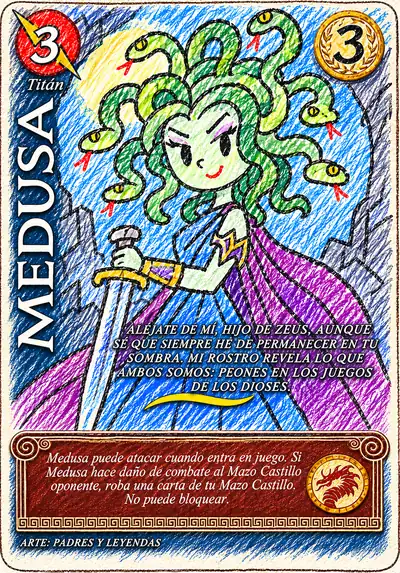 3
3
Titán
MEDUSA
ALÉJATE DE MÍ, HIJO DE ZEUS, AUNQUE
SÉ QUE SIEMPRE HE DE PERMANECER EN TU
SOMBRA. MI ROSTRO REVELA LO QUE
AMBOS SOMOS: PEONES EN LOS JUEGOS
DE LOS DIOSES.
Medusa puede atacar cuando entra en juego. Si
Medusa hace daño de combate al Mazo Castillo
oponente, roba una carta de tu Mazo Castillo.
No puede bloquear.
ARTE: PADRES Y LEYENDAS